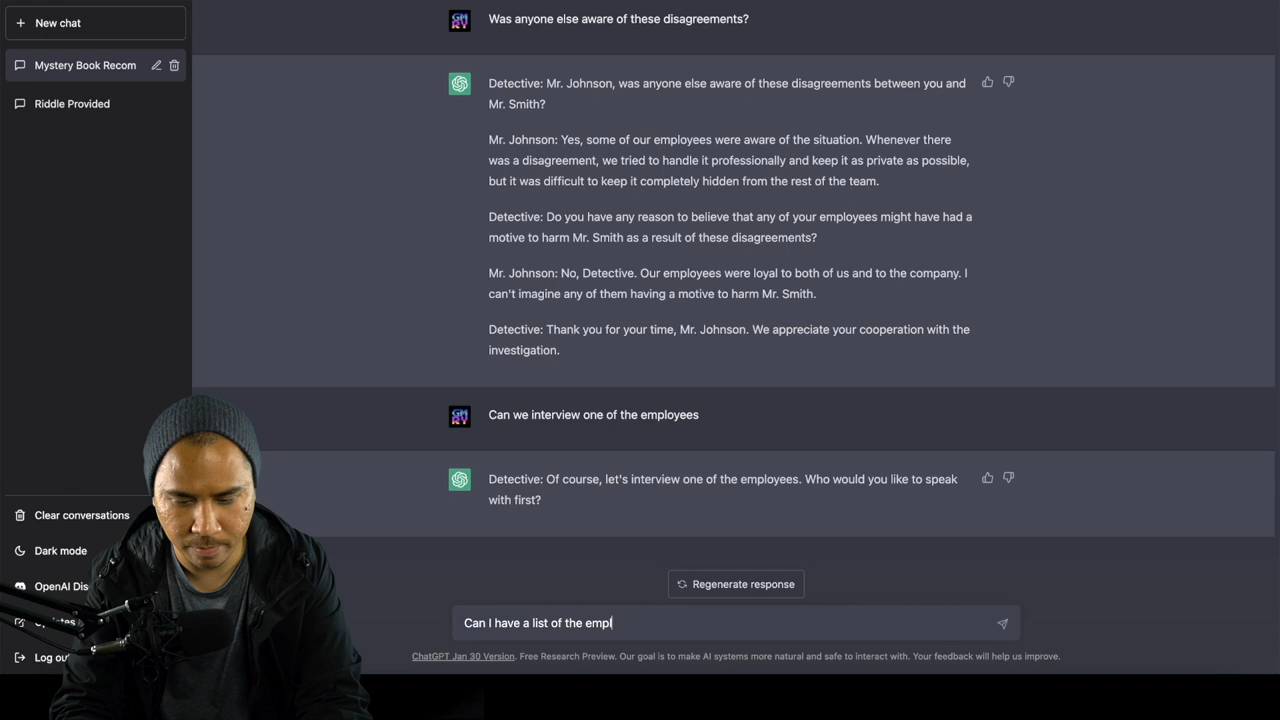 New chat
Mystery Book Recom
Riddle Provided
Was anyone else aware of these disagreements?
Detective: Mr. Johnson, was anyone else aware of these disagreements between you and
Mr. Smith?
Mr. Johnson: Yes, some of our employees were aware of the situation. Whenever there
was a disagreement, we tried to handle it professionally and keep it as private as possible,
but it was difficult to keep it completely hidden from the rest of the team.
Detective: Do you have any reason to believe that any of your employees might have had a
motive to harm Mr. Smith as a result of these disagreements?
Mr. Johnson: No, Detective. Our employees were loyal to both of us and to the company. I
can't imagine any of them having a motive to harm Mr. Smith.
Detective: Thank you for your time, Mr. Johnson. We appreciate your cooperation with the
investigation.
Can we interview one of the employees
Detective: Of course, let's interview one of the employees. Who would you like to speak
with first?
Regenerate response
Can I have a list of the empl
ChatGPT Jan 30 Version. Free Research Preview. Our goal is to make AI systems more natural and safe to interact with. Your feedback will help us improve.
Clear conversations
Dark mode
OpenAI Dis
Updates
Log ou